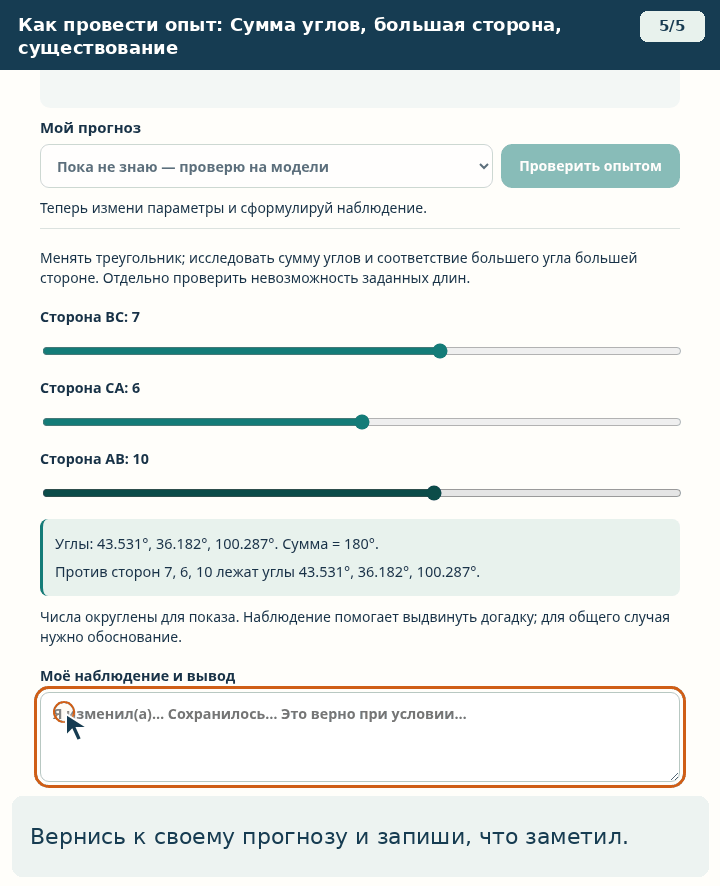 Как провести опыт: Сумма углов, большая сторона,
существование
5/5
Мой прогноз
Пока не знаю — проверю на модели
Проверить опытом
Теперь измени параметры и сформулируй наблюдение.
Менять треугольник; исследовать сумму углов и соответствие большего угла большей
стороне. Отдельно проверить невозможность заданных длин.
Сторона BC: 7
Сторона CA: 6
Сторона AB: 10
Углы: 43.531°, 36.182°, 100.287°. Сумма = 180°.
Против сторон 7, 6, 10 лежат углы 43.531°, 36.182°, 100.287°.
Числа округлены для показа. Наблюдение помогает выдвинуть догадку; для общего случая
нужно обоснование.
Моё наблюдение и вывод
Я изменил(а)... Сохранилось... Это верно при условии...
Вернись к своему прогнозу и запиши, что заметил.